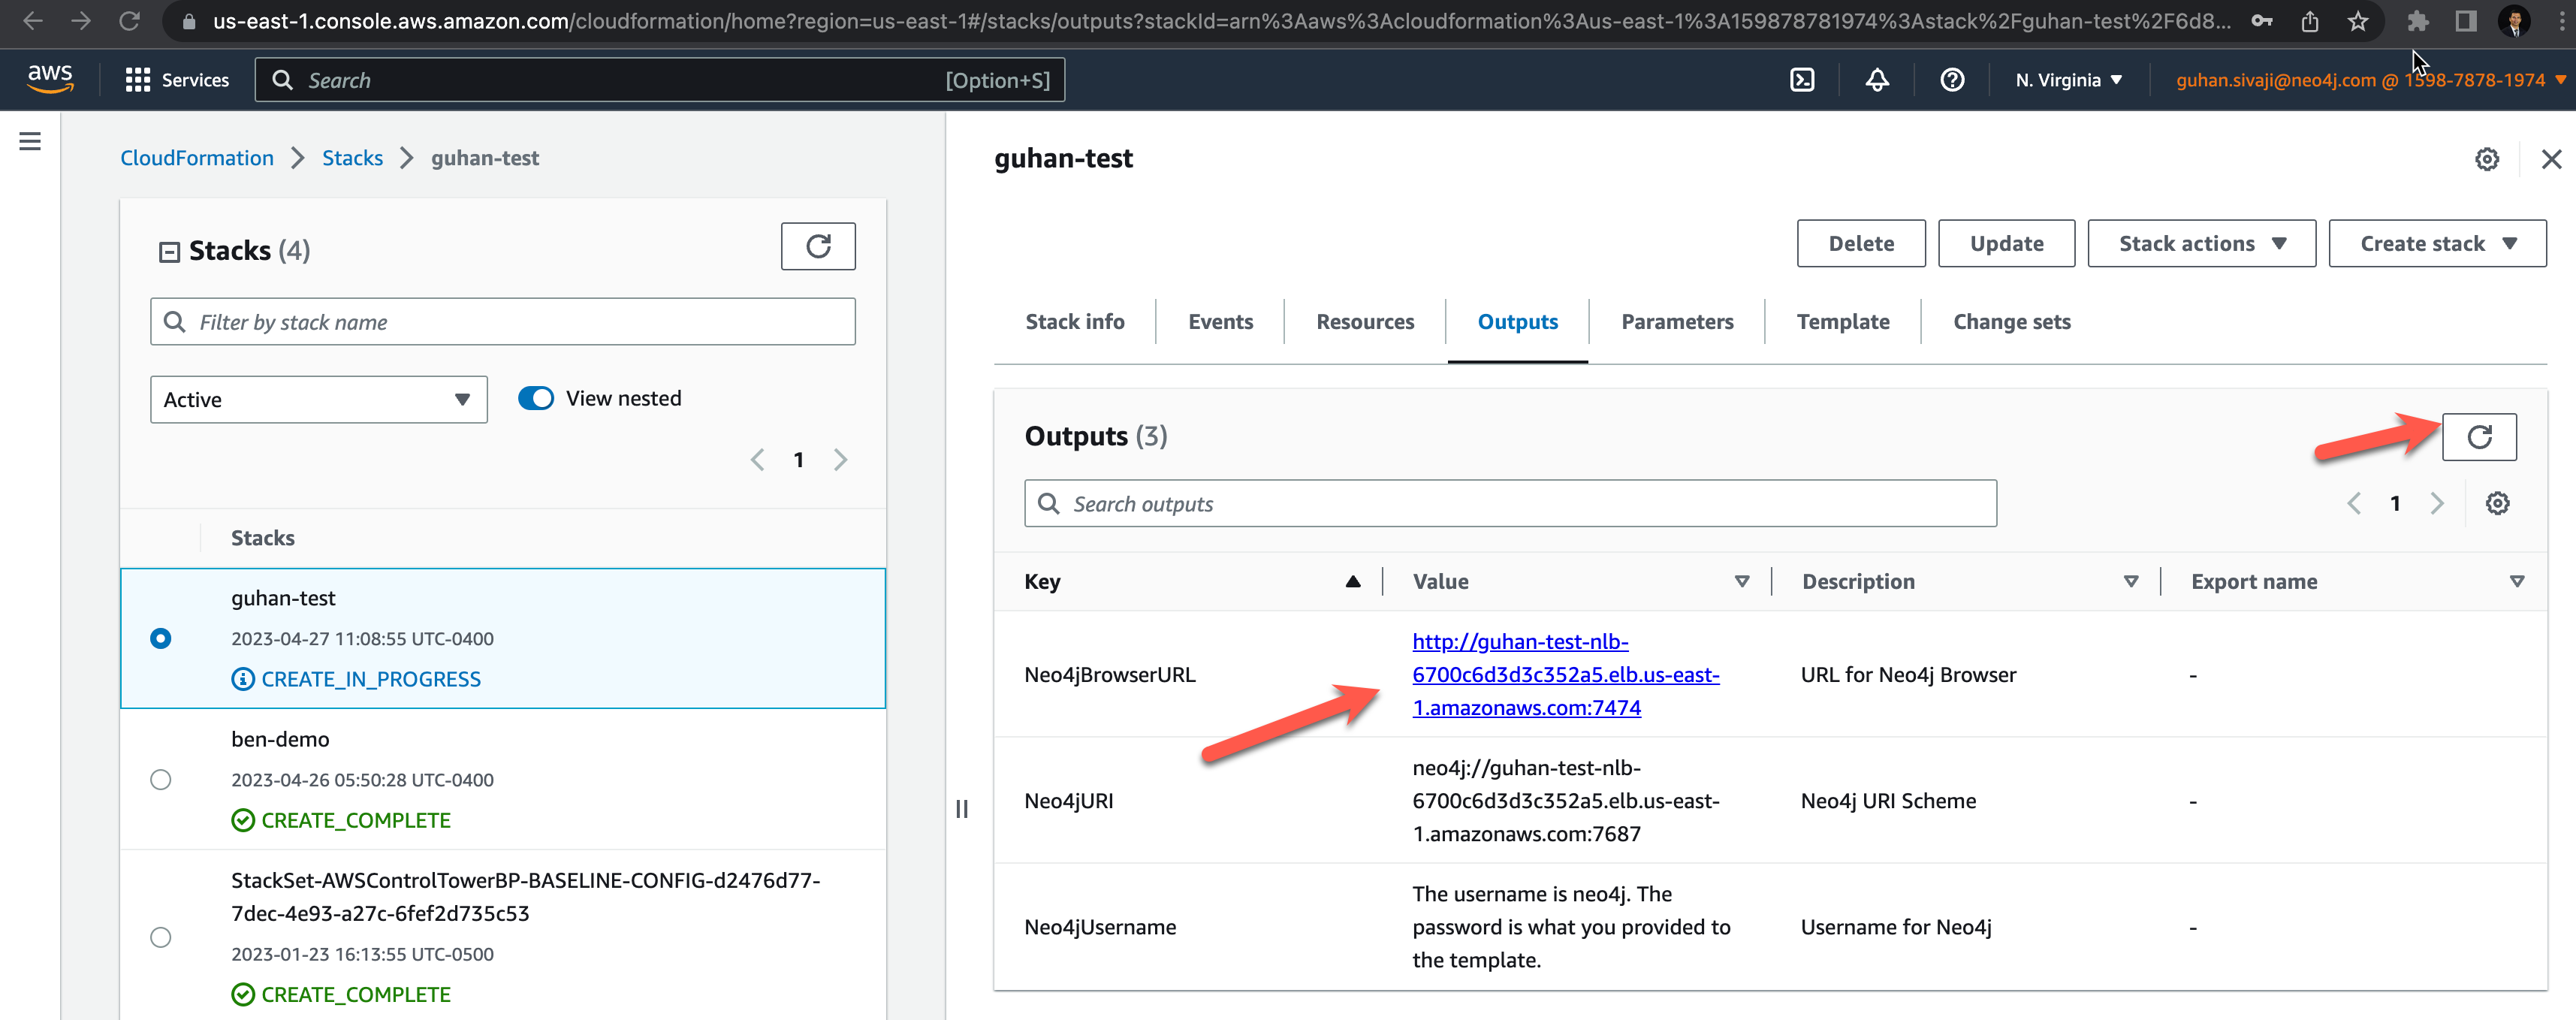 us-east-1.console.aws.amazon.com/cloudformation/home?region=us-east-1#/stacks/outputs?stackId=arn%3Aaws%3Acloudformation%3Aus-east-1%3A159878781974%3Astack%2Fguhan-test%2F6d8...
aws
Services
Search
[Option+S]
N. Virginia
guhan.sivaji@neo4j.com @ 1598-7878-1974
CloudFormation
Stacks
guhan-test
Stacks (4)
Filter by stack name
Active
View nested
1
Stacks
guhan-test
2023-04-27 11:08:55 UTC-0400
CREATE_IN_PROGRESS
ben-demo
2023-04-26 05:50:28 UTC-0400
CREATE_COMPLETE
StackSet-AWSControlTowerBP-BASELINE-CONFIG-d2476d77-
7dec-4e93-a27c-6fef2d735c53
2023-01-23 16:13:55 UTC-0500
CREATE_COMPLETE
guhan-test
Delete
Update
Stack actions
Create stack
Stack info
Events
Resources
Outputs
Parameters
Template
Change sets
Outputs (3)
Search outputs
1
Key
Value
Description
Export name
Neo4jBrowserURL
http://guhan-test-nlb-
6700c6d3d3c352a5.elb.us-east-
1.amazonaws.com:7474
URL for Neo4j Browser
-
Neo4jURI
neo4j://guhan-test-nlb-
6700c6d3d3c352a5.elb.us-east-
1.amazonaws.com:7687
Neo4j URI Scheme
-
Neo4jUsername
The username is neo4j. The
password is what you provided to
the template.
Username for Neo4j
-